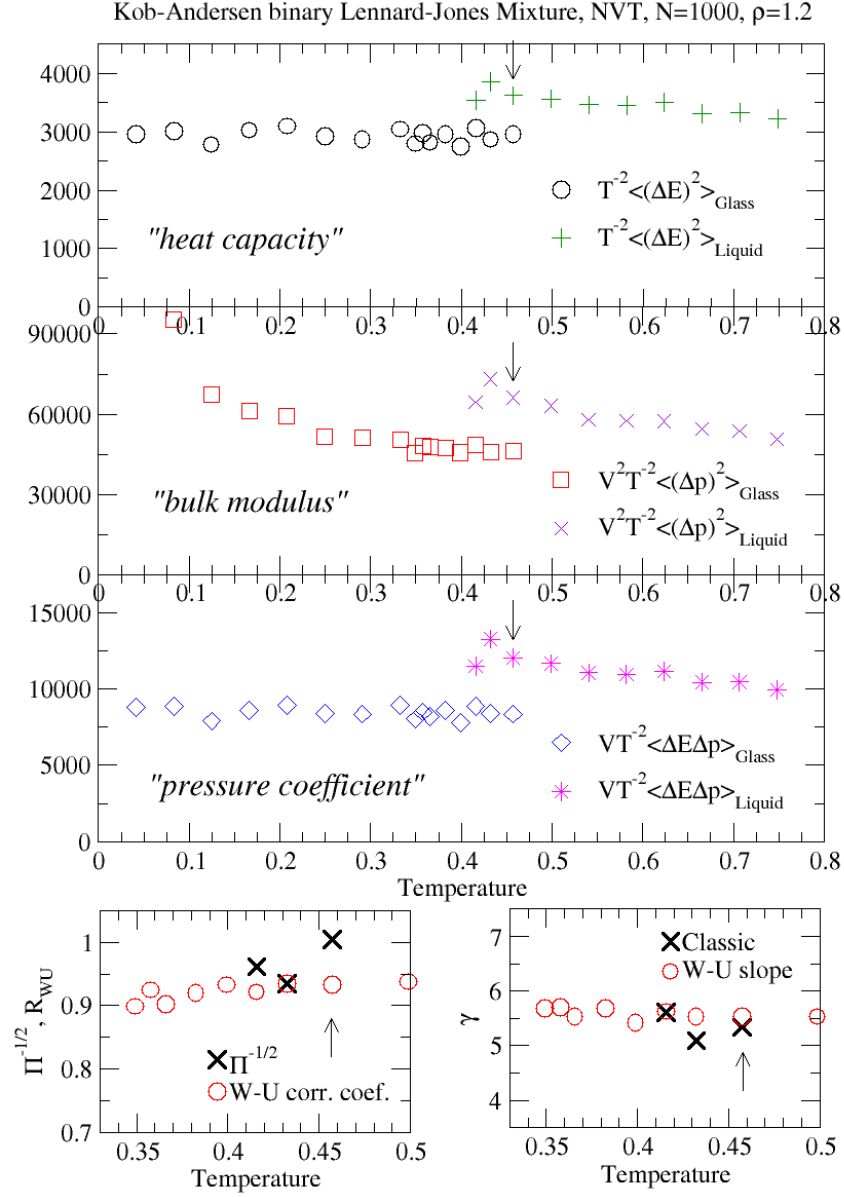 Kob-Andersen binary Lennard-Jones Mixture, NVT, N=1000, ρ=1.2
4000
3000
2000
1000
0
T⁻²<(ΔE)²>Glass
T⁻²<(ΔE)²>Liquid
"heat capacity"
0 0.1 0.2 0.3 0.4 0.5 0.6 0.7 0.8
90000
60000
30000
0
"bulk modulus"
V²T⁻²<(Δp)²>Glass
V²T⁻²<(Δp)²>Liquid
0 0.1 0.2 0.3 0.4 0.5 0.6 0.7 0.8
15000
10000
5000
0
VT⁻²<ΔEΔp>Glass
VT⁻²<ΔEΔp>Liquid
"pressure coefficient"
0 0.1 0.2 0.3 0.4 0.5 0.6 0.7 0.8
Temperature
Π⁻¹/², R_WU
1
0.9
0.8
0.7
Π⁻¹/²
W-U corr. coef.
0.35 0.4 0.45 0.5
Temperature
γ
7
6
5
4
Classic
W-U slope
0.35 0.4 0.45 0.5
Temperature